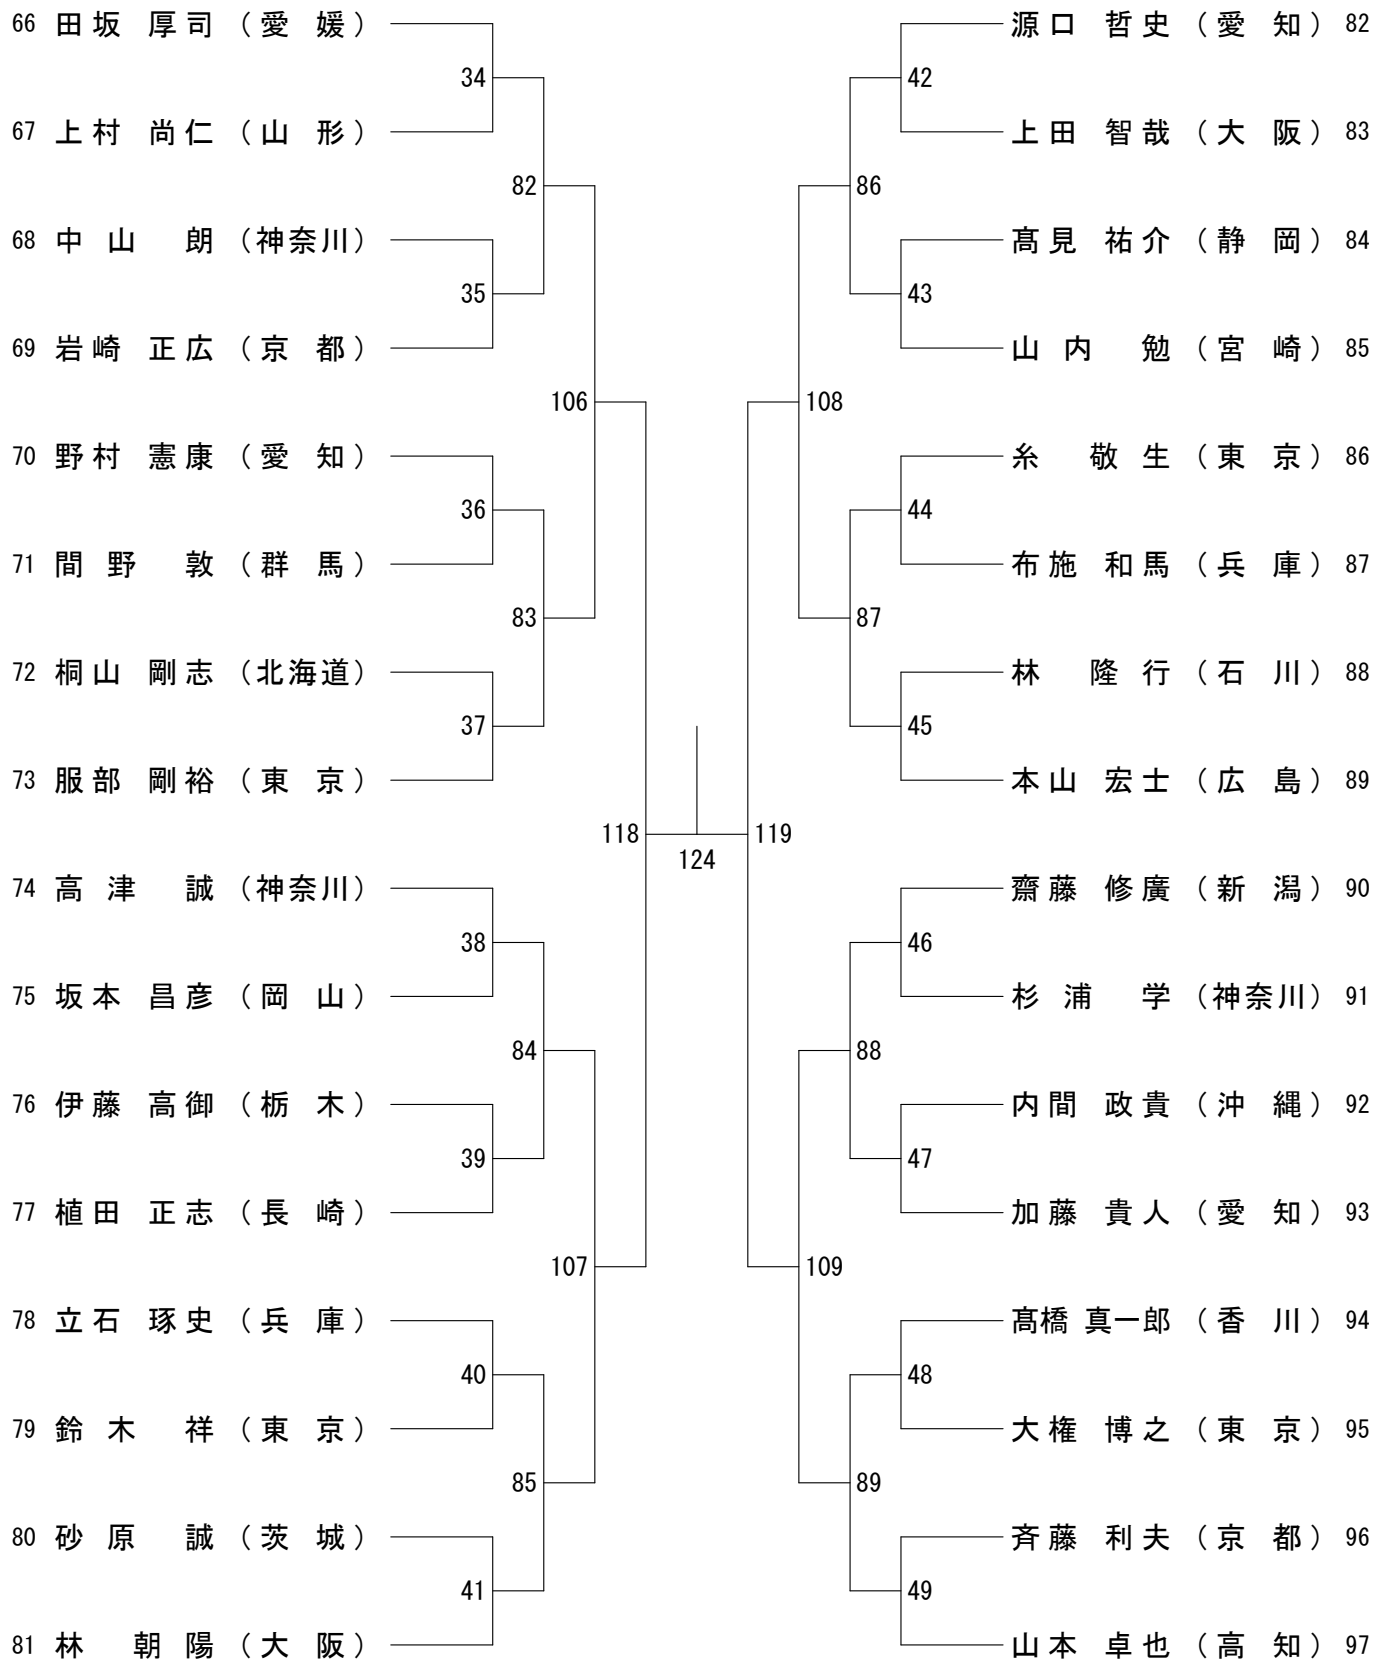 66 田坂 厚司 (愛 媛)
34
67 上村 尚仁 (山 形)
82
68 中山 朗 (神奈川)
35
69 岩崎 正広 (京 都)
106
70 野村 憲康 (愛 知)
36
71 間野 敦 (群 馬)
83
72 桐山 剛志 (北海道)
37
73 服部 剛裕 (東 京)
118
74 高津 誠 (神奈川)
38
75 坂本 昌彦 (岡 山)
84
76 伊藤 高御 (栃 木)
39
77 植田 正志 (長 崎)
107
78 立石 琢史 (兵 庫)
40
79 鈴木 祥 (東 京)
85
80 砂原 誠 (茨 城)
41
81 林 朝陽 (大 阪)
124
源口 哲史 (愛 知) 82
42
上田 智哉 (大 阪) 83
86
髙見 祐介 (静 岡) 84
43
山内 勉 (宮 崎) 85
108
糸 敬生 (東 京) 86
44
布施 和馬 (兵 庫) 87
87
林 隆行 (石 川) 88
45
本山 宏士 (広 島) 89
119
齋藤 修廣 (新 潟) 90
46
杉浦 学 (神奈川) 91
88
内間 政貴 (沖 縄) 92
47
加藤 貴人 (愛 知) 93
109
髙橋 真一郎 (香 川) 94
48
大権 博之 (東 京) 95
89
斉藤 利夫 (京 都) 96
49
山本 卓也 (高 知) 97